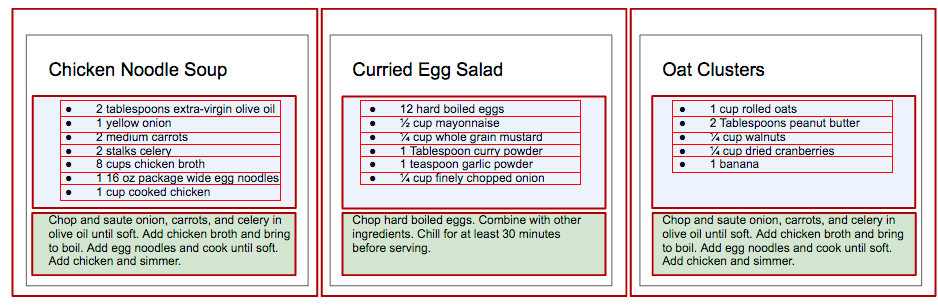 Chicken Noodle Soup
● 2 tablespoons extra-virgin olive oil
● 1 yellow onion
● 2 medium carrots
● 2 stalks celery
● 8 cups chicken broth
● 1 16 oz package wide egg noodles
● 1 cup cooked chicken
Chop and saute onion, carrots, and celery in
olive oil until soft. Add chicken broth and bring
to boil. Add egg noodles and cook until soft.
Add chicken and simmer.
Curried Egg Salad
● 12 hard boiled eggs
● ½ cup mayonnaise
● ¼ cup whole grain mustard
● 1 Tablespoon curry powder
● 1 teaspoon garlic powder
● ¼ cup finely chopped onion
Chop hard boiled eggs. Combine with other
ingredients. Chill for at least 30 minutes
before serving.
Oat Clusters
● 1 cup rolled oats
● 2 Tablespoons peanut butter
● ¼ cup walnuts
● ¼ cup dried cranberries
● 1 banana
Chop and saute onion, carrots, and celery in
olive oil until soft. Add chicken broth and bring
to boil. Add egg noodles and cook until soft.
Add chicken and simmer.